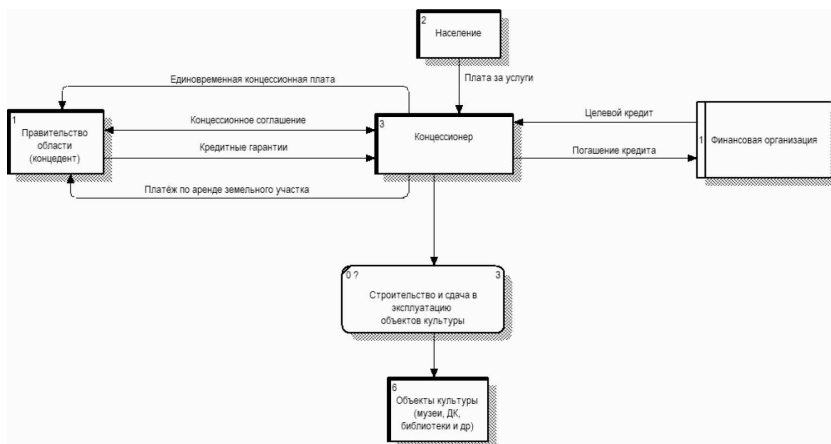 2
Население
Плата за услуги
Единовременная концессионная плата
1
Правительство
области
(концедент)
Концессионное соглашение
Кредитные гарантии
Платёж по аренде земельного участка
3
Концессионер
Целевой кредит
Погашение кредита
1
Финансовая организация
0 ?
3
Строительство и сдача в
эксплуатацию
объектов культуры
6
Объекты культуры
(музеи, ДК,
библиотеки и др)